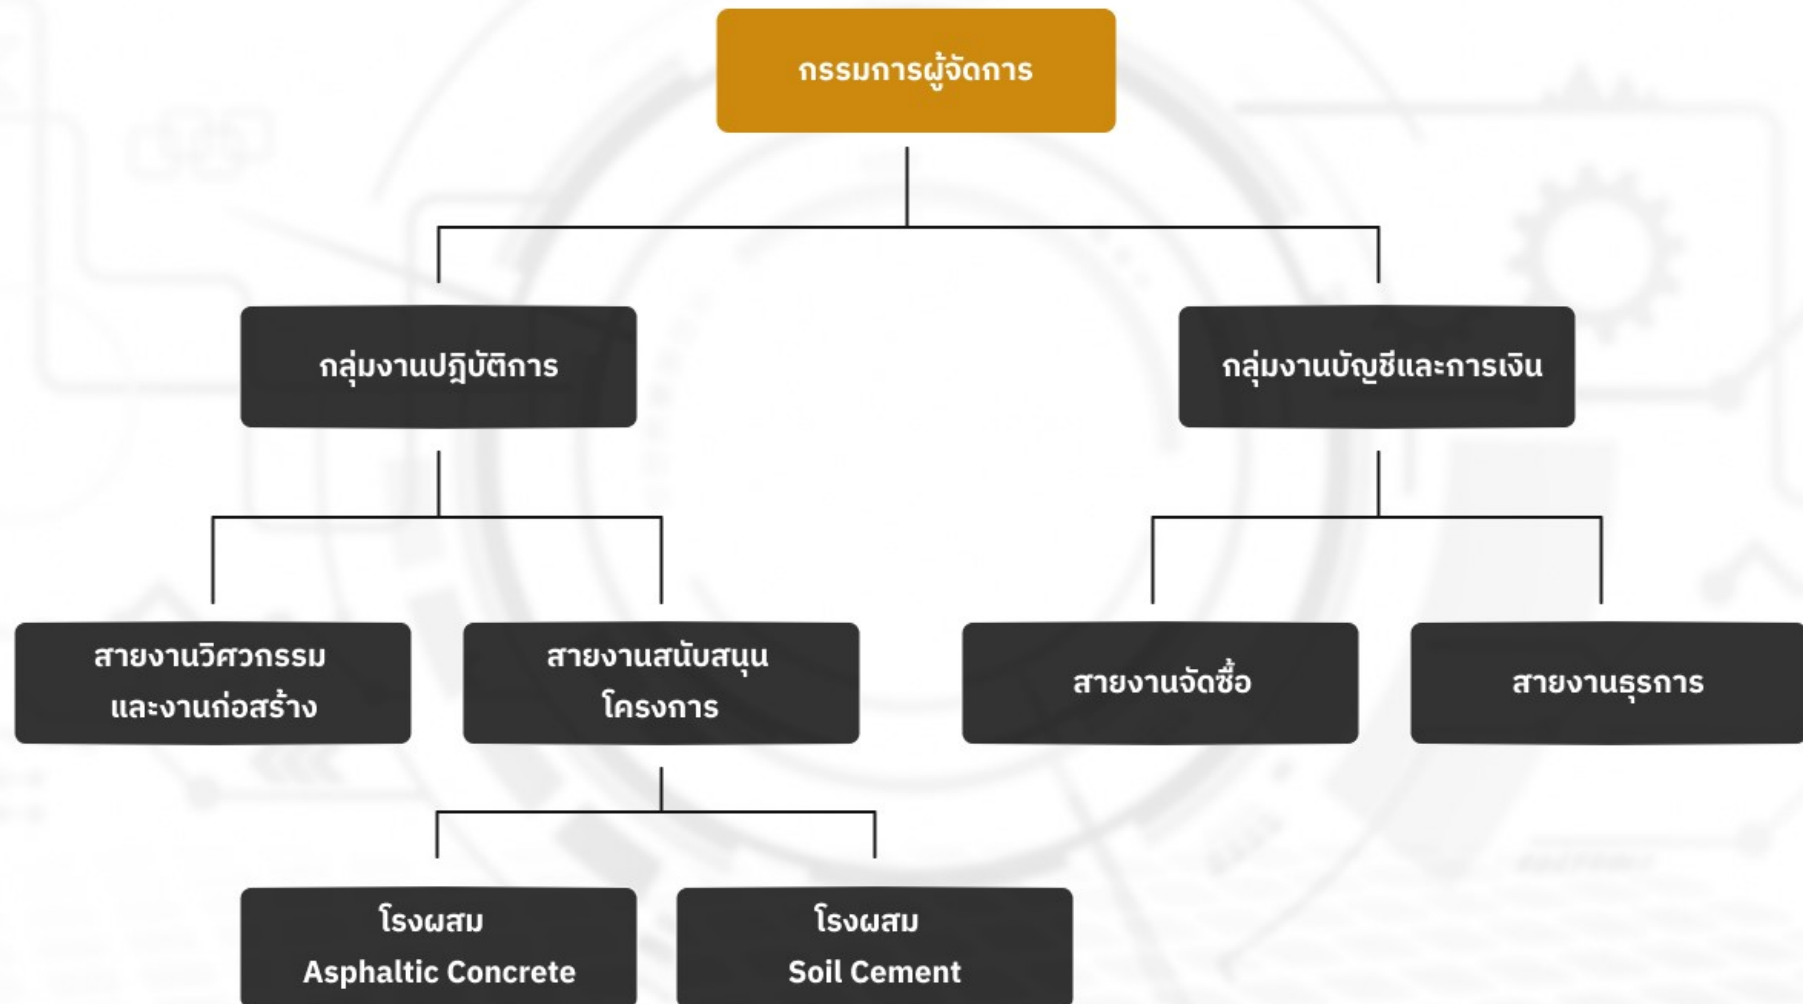 กรรมการผู้จัดการ
กลุ่มงานปฎิบัติการ
กลุ่มงานบัญชีและการเงิน
สายงานวิศวกรรม
และงานก่อสร้าง
สายงานสนับสนุน
โครงการ
สายงานจัดซื้อ
สายงานธุรการ
โรงผสม
Asphaltic Concrete
โรงผสม
Soil Cement